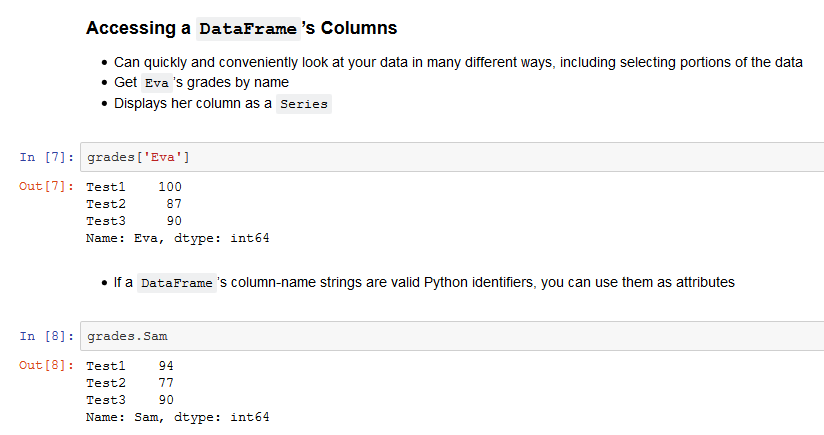 Accessing a DataFrame’s Columns
• Can quickly and conveniently look at your data in many different ways, including selecting portions of the data
• Get Eva’s grades by name
• Displays her column as a Series
In [7]: grades['Eva']
Out[7]: Test1    100
Test2     87
Test3     90
Name: Eva, dtype: int64
• If a DataFrame’s column-name strings are valid Python identifiers, you can use them as attributes
In [8]: grades.Sam
Out[8]: Test1    94
Test2    77
Test3    90
Name: Sam, dtype: int64